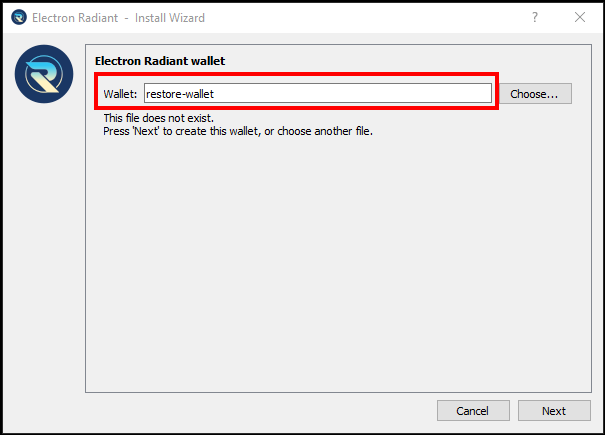 Electron Radiant - Install Wizard
?
Electron Radiant wallet
Wallet: restore-wallet Choose...
This file does not exist.
Press 'Next' to create this wallet, or choose another file.
Cancel Next